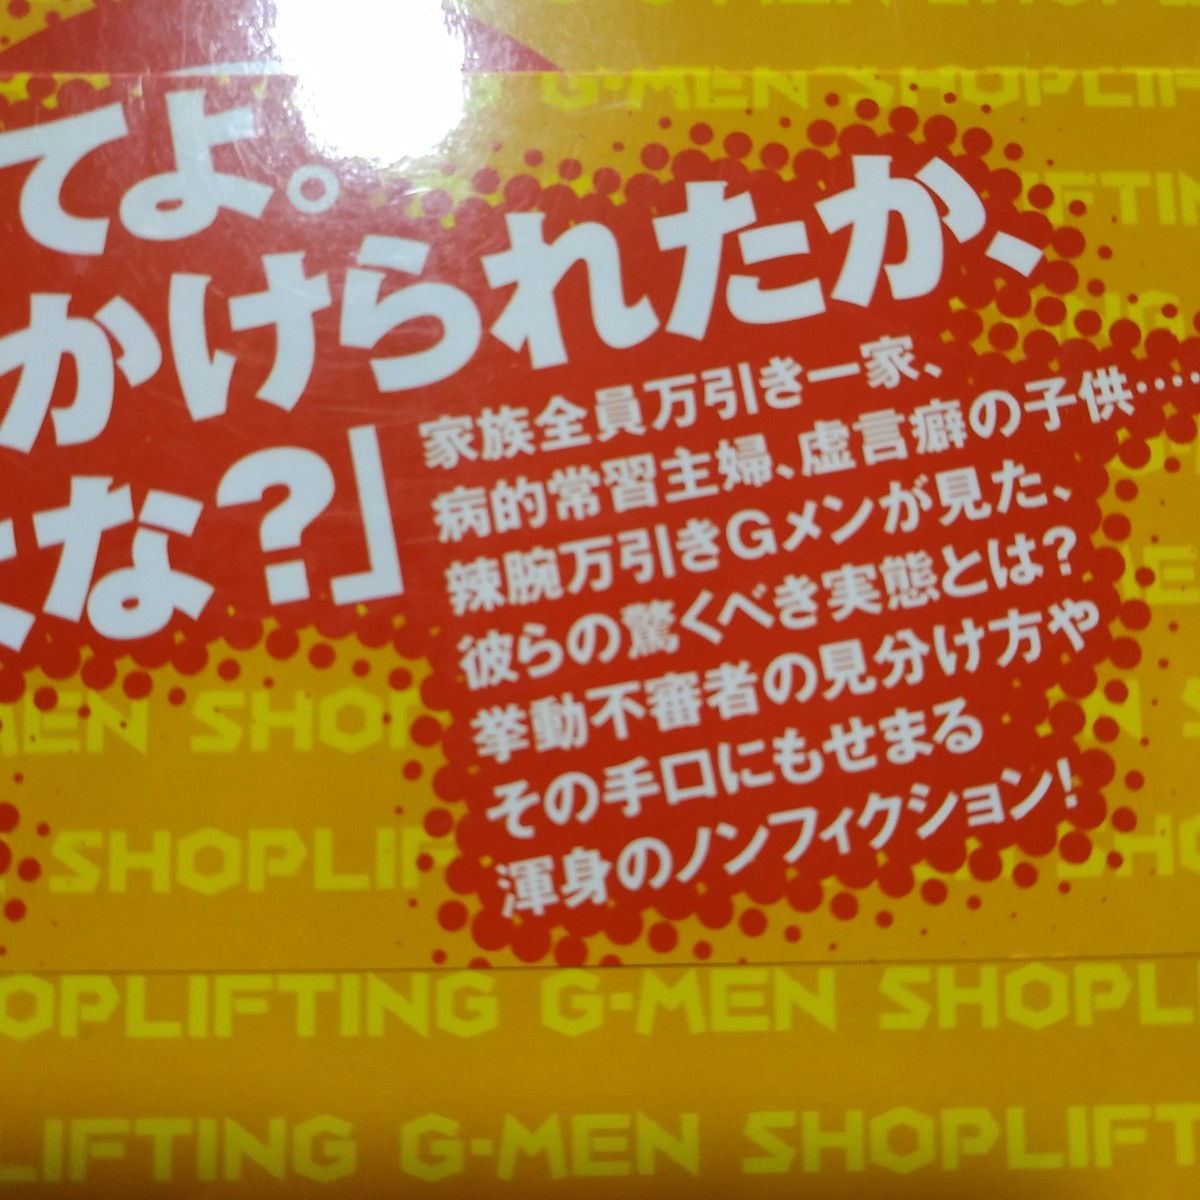 G-MEN SHOPLIF
てよ。
かけられたか、
な?」
家族全員万引き一家、
病的常習主婦、虚言癖の子供‥‥
辣腕万引きGメンが見た、
彼らの驚くべき実態とは?
挙動不審者の見分け方や
その手口にもせまる
渾身のノンフィクション!
MEN SHOP
SHOPLIF
OPLIFTING G-MEN SHOPL
LIFTING G-MEN SHOPLIFT